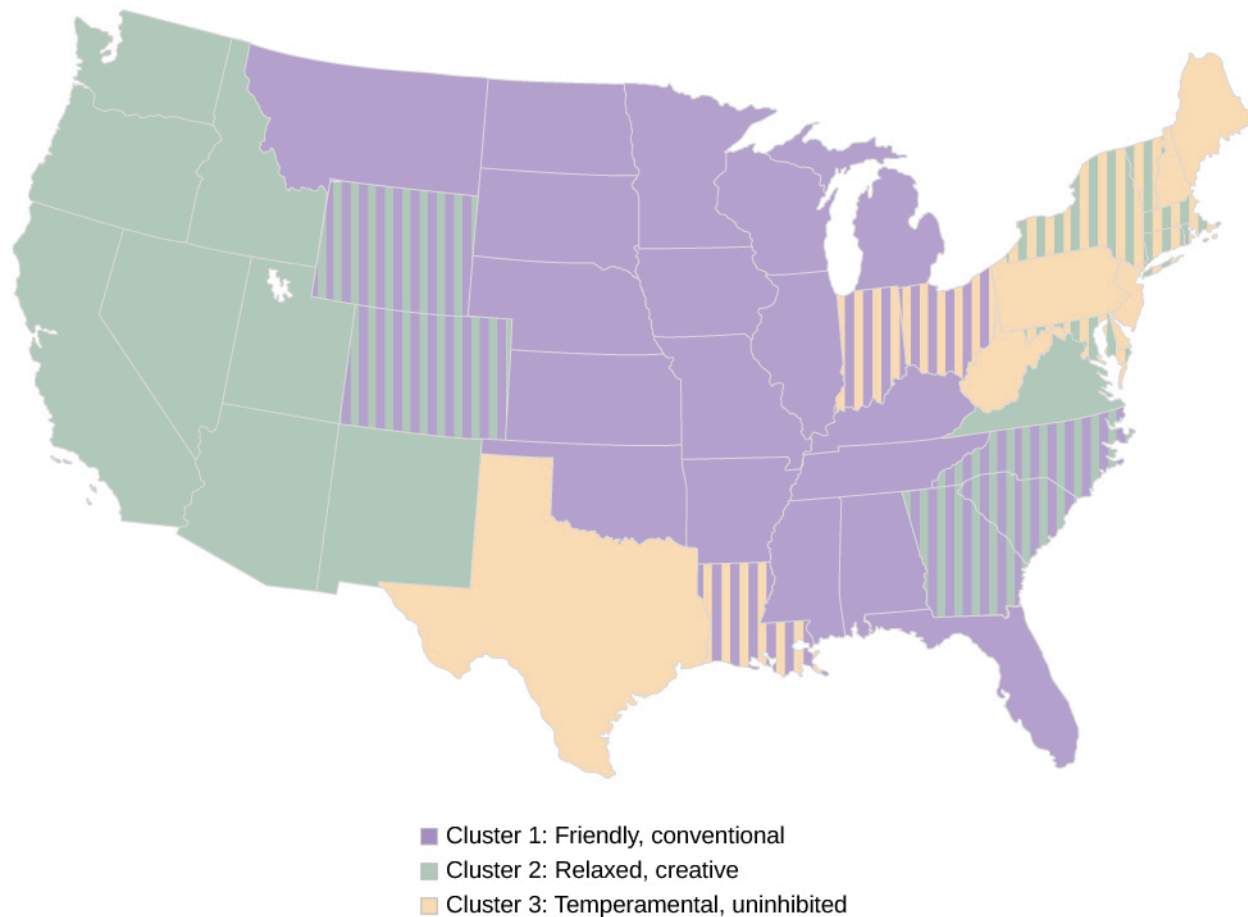 Cluster 1: Friendly, conventional
Cluster 2: Relaxed, creative
Cluster 3: Temperamental, uninhibited